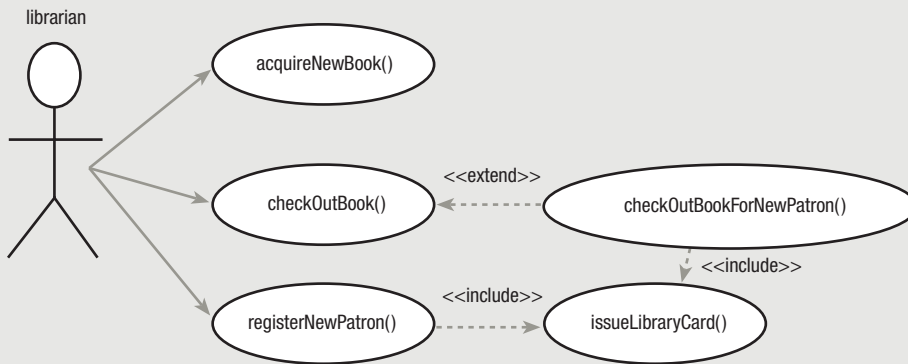 librarian
acquireNewBook()
<<extend>>
checkOutBook()
checkOutBookForNewPatron()
<<include>>
<<include>>
registerNewPatron()
issueLibraryCard()